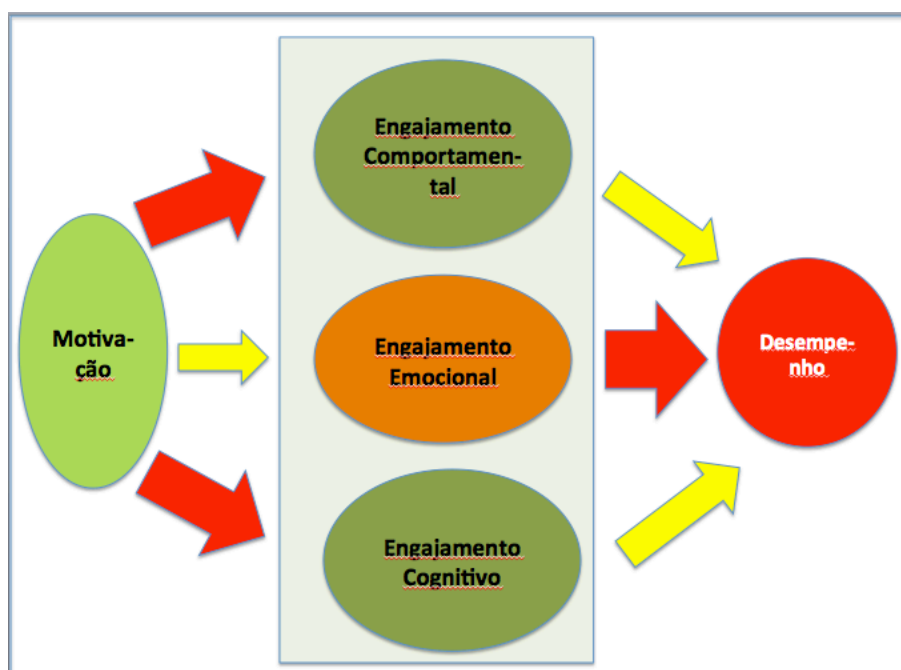 Engajamento
Comportamen-
tal
Motiva-
ção
Engajamento
Emocional
Desempe-
nho
Engajamento
Cognitivo